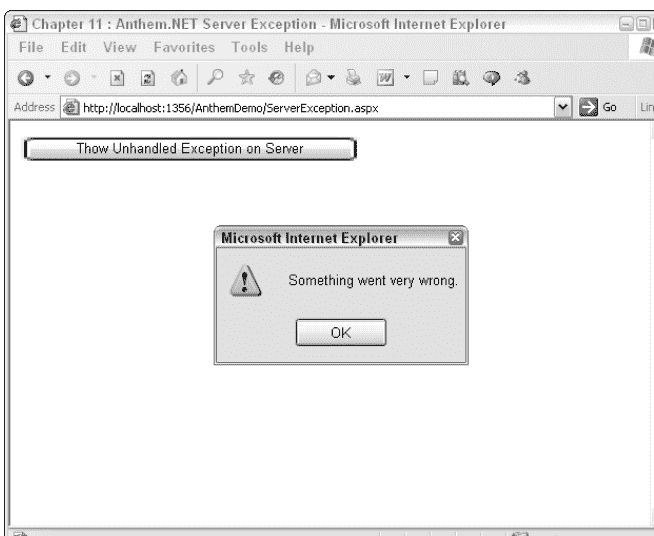 Chapter 11 : Anthem.NET Server Exception - Microsoft Internet Explorer
File Edit View Favorites Tools Help
Address http://localhost:1356/AnthemDemo/ServerException.aspx Go Lin
Thow Unhandled Exception on Server
Microsoft Internet Explorer
Something went very wrong.
OK